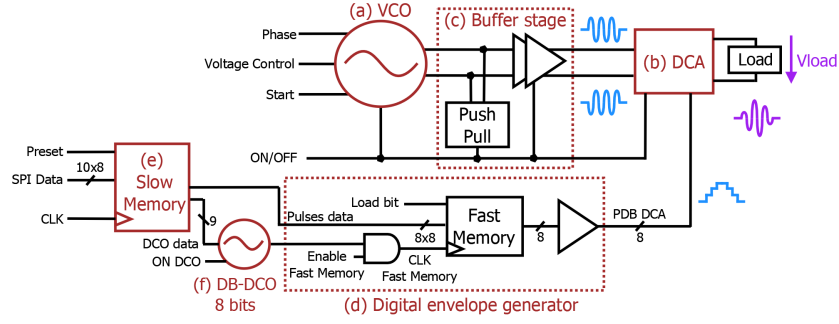 (a) VCO
(c) Buffer stage
Phase
Voltage Control
Start
(b) DCA
Load
Vload
Push
Pull
ON/OFF
Preset
SPI Data
10x8
CLK
(e)
Slow
Memory
9
DCO data
ON DCO
(f) DB-DCO
8 bits
Load bit
Pulses data
8x8
Fast
Memory
8
PDB DCA
8
Enable
Fast Memory
CLK
Fast Memory
(d) Digital envelope generator